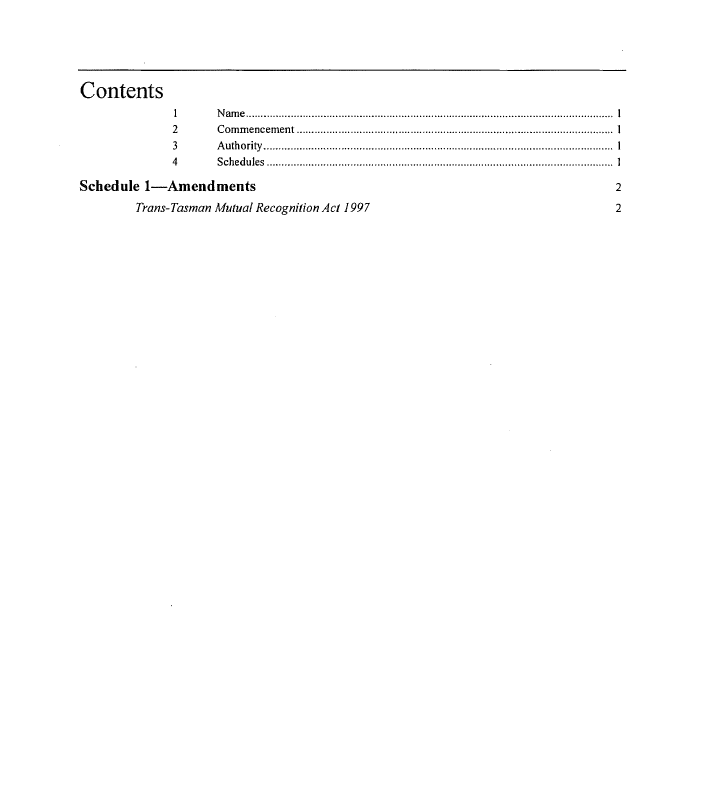 Contents
1 Name 1
2 Commencement 1
3 Authority 1
4 Schedules 1
Schedule 1—Amendments 2
Trans-Tasman Mutual Recognition Act 1997 2